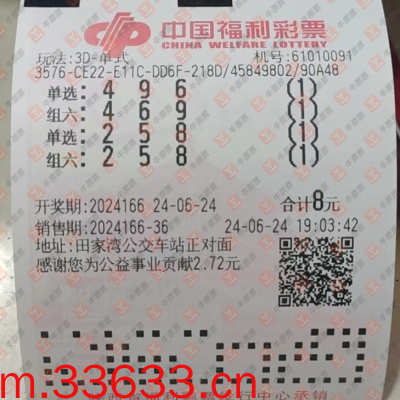 中国福利彩票
CHINA WELFARE LOTTERY
玩法:3D-单式 机号:61010091
3576-CE22-E11C-DD6F-218D/45849802/90A48
单选: 4 9 6 (1)
组六: 4 6 9 (1)
单选: 2 5 8 (1)
组六: 2 5 8 (1)
开奖期:2024166 24-06-24 合计8元
销售期:2024166-36 24-06-24 19:03:42
地址:田家湾公交车站正对面
感谢您为公益事业贡献2.72元
m.33633.cn